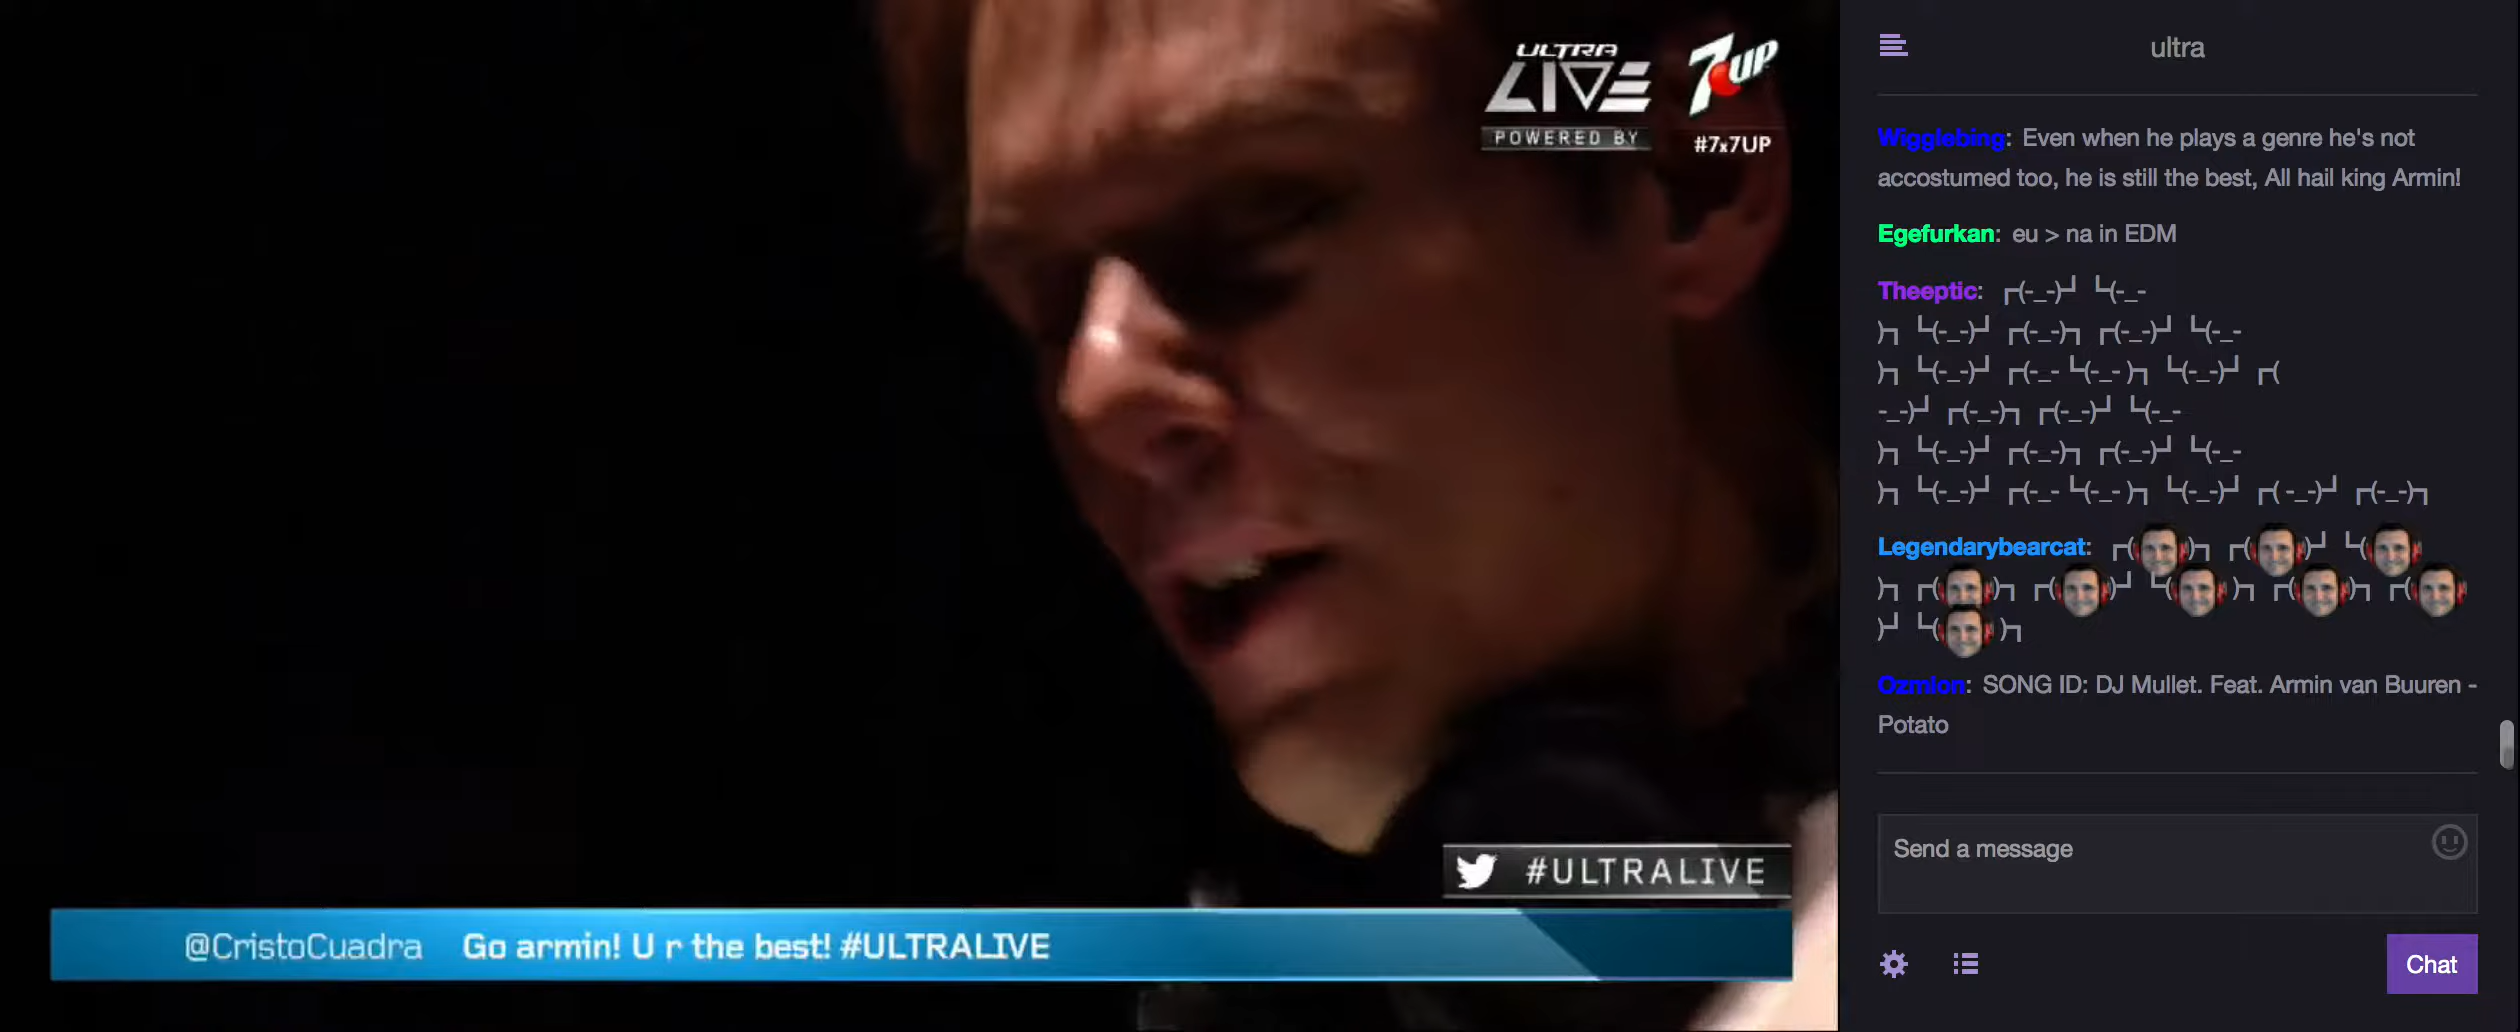 ULTRA
LIVE
POWERED BY
7UP
#7x7UP
#ULTRALIVE
@CristoCuadra Go armin! U r the best! #ULTRALIVE
ultra
Wigglebing: Even when he plays a genre he's not
accostumed too, he is still the best, All hail king Armin!
Egefurkan: eu > na in EDM
Theeptic: ┌(-_-)┘ └(-_-
)┐ └(-_-)┘ ┌(-_-)┐ ┌(-_-)┘ └(-_-
)┐ └(-_-)┘ ┌(-_- └(-_- )┐ └(-_-)┘ ┌(
-_-)┘ ┌(-_-)┐ ┌(-_-)┘ └(-_-
)┐ └(-_-)┘ ┌(-_-)┐ ┌(-_-)┘ └(-_-
)┐ └(-_-)┘ ┌(-_- └(-_- )┐ └(-_-)┘ ┌( -_-)┘ ┌(-_-)┐
Legendarybearcat: ┌( )┐ ┌( )┘ └(
)┐ ┌( )┐ ┌( )┘ └( )┐ ┌( )┐ ┌(
)┘ └( )┐
Ozmion: SONG ID: DJ Mullet. Feat. Armin van Buuren -
Potato
Send a message
Chat